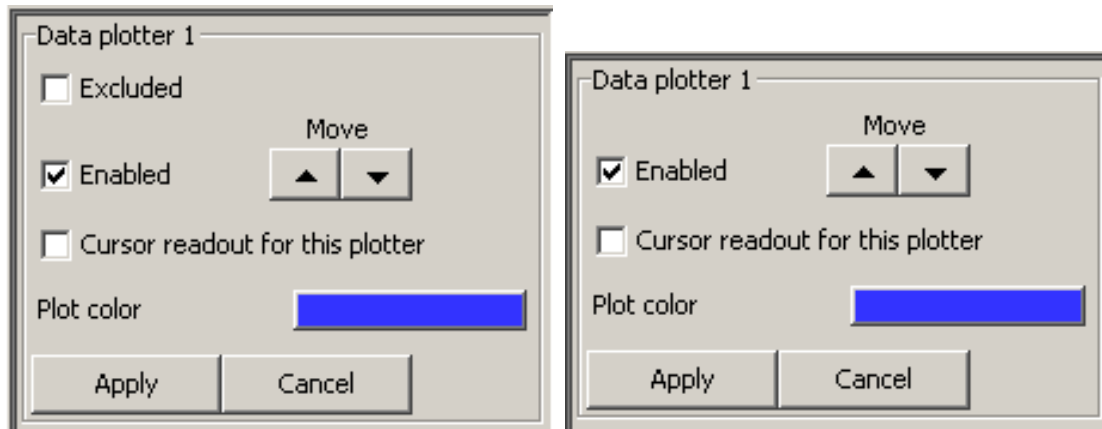 Data plotter 1
Excluded
Move
Enabled
Cursor readout for this plotter
Plot color
Apply Cancel
Data plotter 1
Move
Enabled
Cursor readout for this plotter
Plot color
Apply Cancel